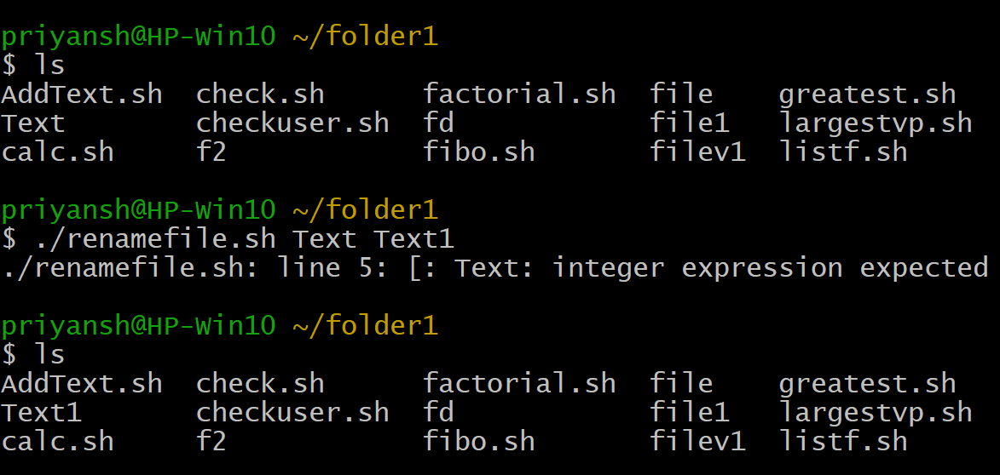 priyansh@HP-Win10 ~/folder1
$ ls
AddText.sh  check.sh      factorial.sh  file    greatest.sh
Text        checkuser.sh  fd            file1   largestvp.sh
calc.sh     f2            fibo.sh       filev1  listf.sh

priyansh@HP-Win10 ~/folder1
$ ./renamefile.sh Text Text1
./renamefile.sh: line 5: [: Text: integer expression expected

priyansh@HP-Win10 ~/folder1
$ ls
AddText.sh  check.sh      factorial.sh  file    greatest.sh
Text1       checkuser.sh  fd            file1   largestvp.sh
calc.sh     f2            fibo.sh       filev1  listf.sh